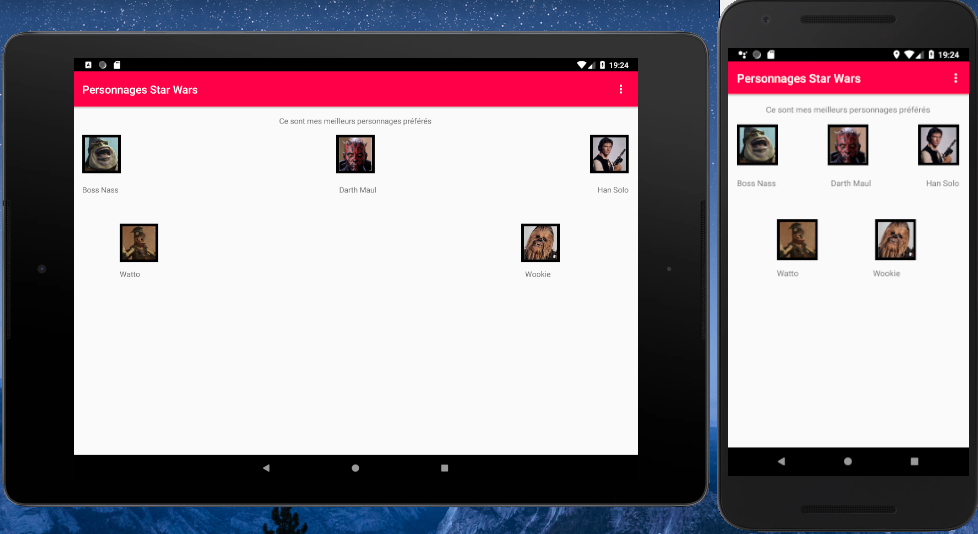 19:24
Personnages Star Wars
Ce sont mes meilleurs personnages préférés
Boss Nass
Darth Maul
Han Solo
Watto
Wookie
19:24
Personnages Star Wars
Ce sont mes meilleurs personnages préférés
Boss Nass
Darth Maul
Han Solo
Watto
Wookie